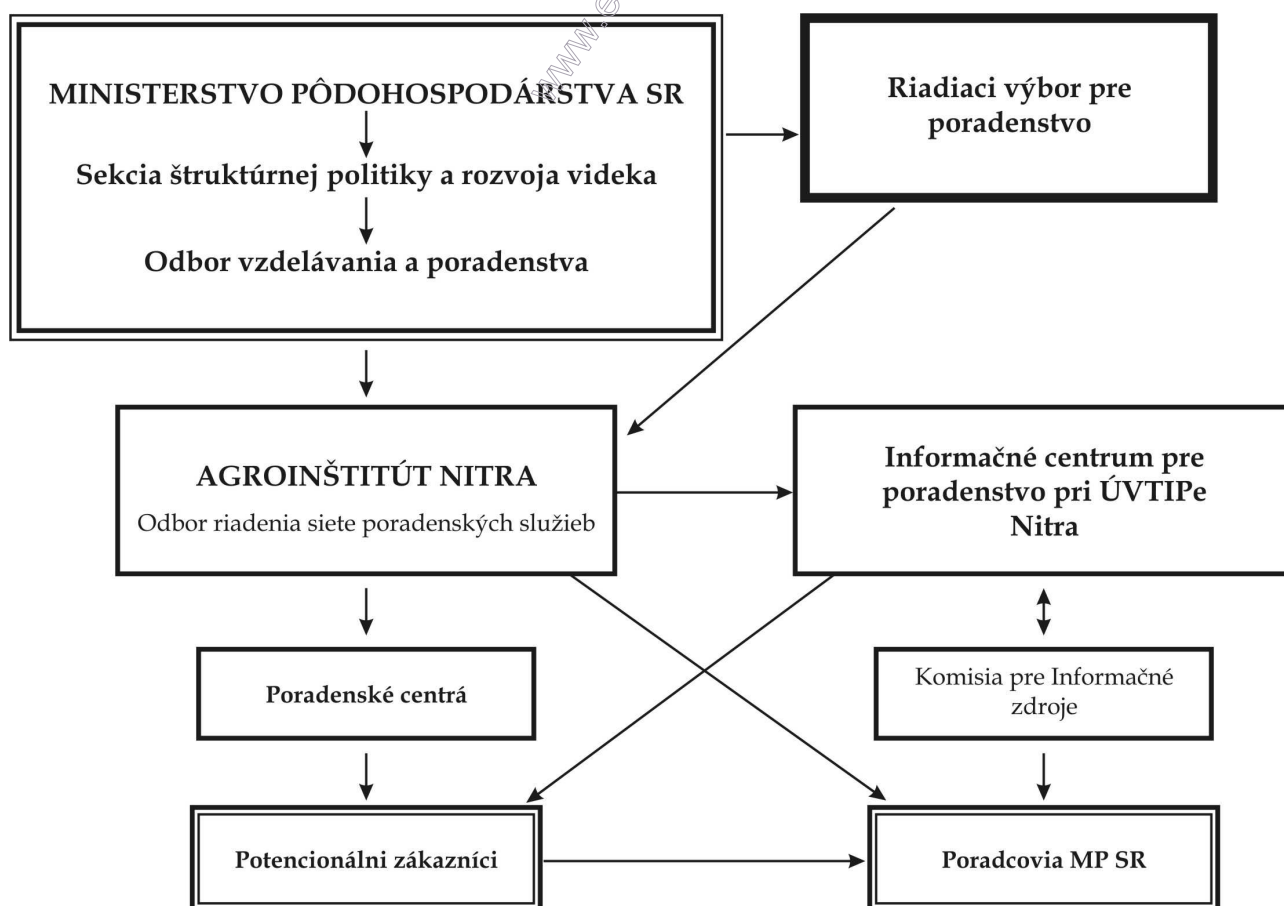 MINISTERSTVO PÔDOHOSPODÁRSTVA SR
Sekcia štruktúrnej politiky a rozvoja videka
Odbor vzdelávania a poradenstva
Riadiaci výbor pre
poradenstvo
AGROINŠTITÚT NITRA
Odbor riadenia siete poradenských služieb
Informačné centrum pre
poradenstvo pri ÚVTIPe
Nitra
Poradenské centrá
Komisia pre Informačné
zdroje
Potencionálni zákazníci
Poradcovia MP SR